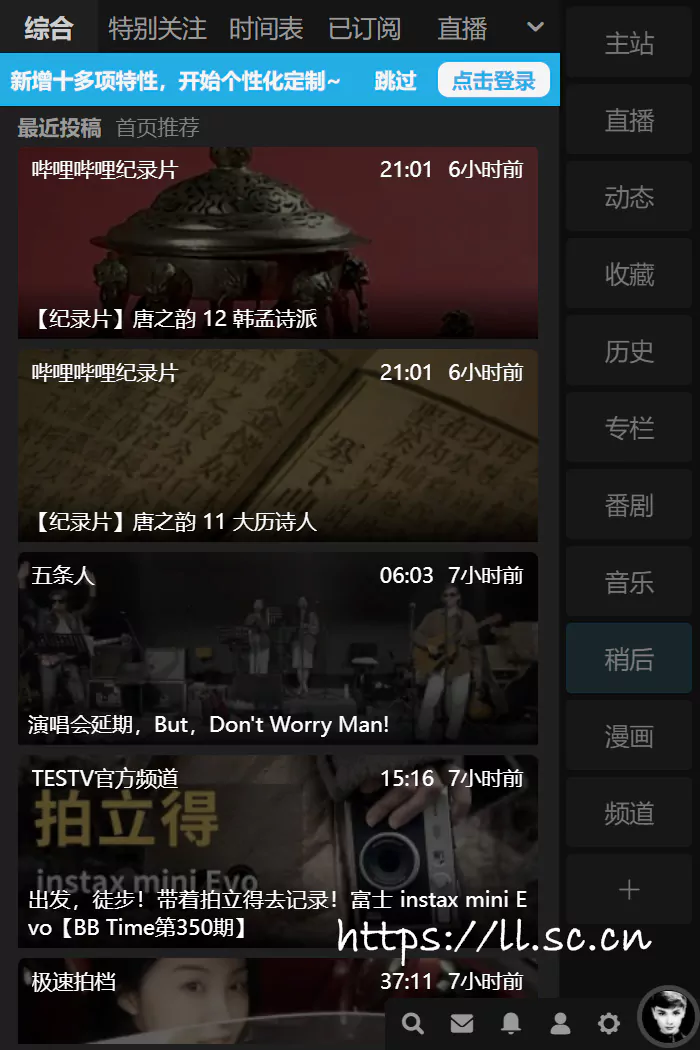 综合 特别关注 时间表 已订阅 直播
新增十多项特性，开始个性化定制~ 跳过 点击登录
最近投稿 首页推荐
哔哩哔哩纪录片 21:01 6小时前
【纪录片】唐之韵 12 韩孟诗派
哔哩哔哩纪录片 21:01 6小时前
【纪录片】唐之韵 11 大历诗人
五条人 06:03 7小时前
演唱会延期，But，Don't Worry Man!
TESTV官方频道 15:16 7小时前
拍立得
instax mini Evo
出发，徒步！带着拍立得去记录！富士 instax mini E
vo【BB Time第350期】
https://ll.sc.cn
极速拍档 37:11 7小时前
主站
直播
动态
收藏
历史
专栏
番剧
音乐
稍后
漫画
频道
+